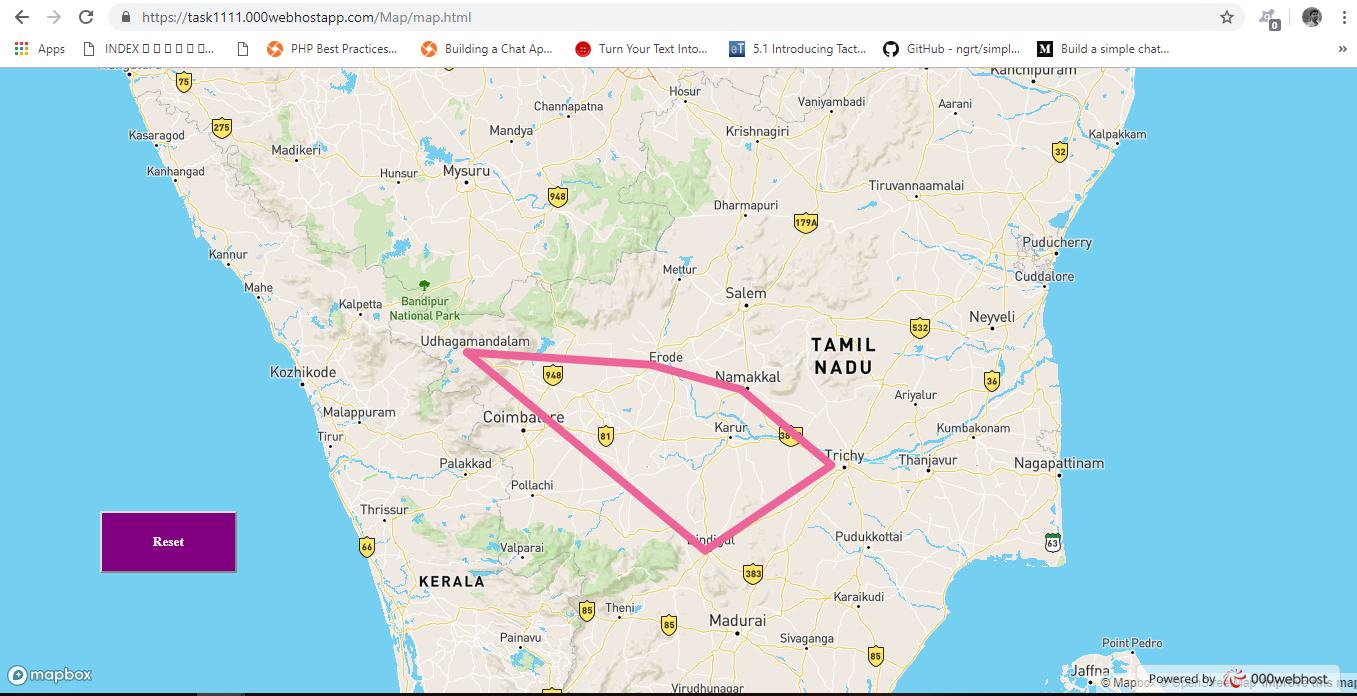 https://task1111.000webhostapp.com/Map/map.html
0
Apps INDEX PHP Best Practices... Building a Chat Ap... Turn Your Text Into... 5.1 Introducing Tact... GitHub - ngrt/simpl... Build a simple chat... »
Kanchipuram
75
Hosur
Channapatna
Vaniyambadi
Aarani
275
Kasaragod
Mandya
Krishnagiri
Kalpakkam
Madikeri
32
Kanhangad
Hunsur
Mysuru
948
Tiruvannaamalai
Dharmapuri
179A
Kannur
Puducherry
Mettur
Cuddalore
Mahe
Salem
Kalpetta
Bandipur
National Park
Neyveli
532
Udhagamandalam
TAMIL
NADU
Erode
Kozhikode
948
Namakkal
36
Ariyalur
Malappuram
Coimbatore
Karur
Kumbakonam
Tirur
81
Trichy
Palakkad
Thanjavur
Nagapattinam
Pollachi
Thrissur
Reset
Pudukkottai
66
Valparai
63
KERALA
383
Karaikudi
85
Theni
85
Madurai
Painavu
Sivaganga
85
Point Pedro
Jaffna
mapbox
Powered by 000webhost
© Mapbox
Virudhunagar